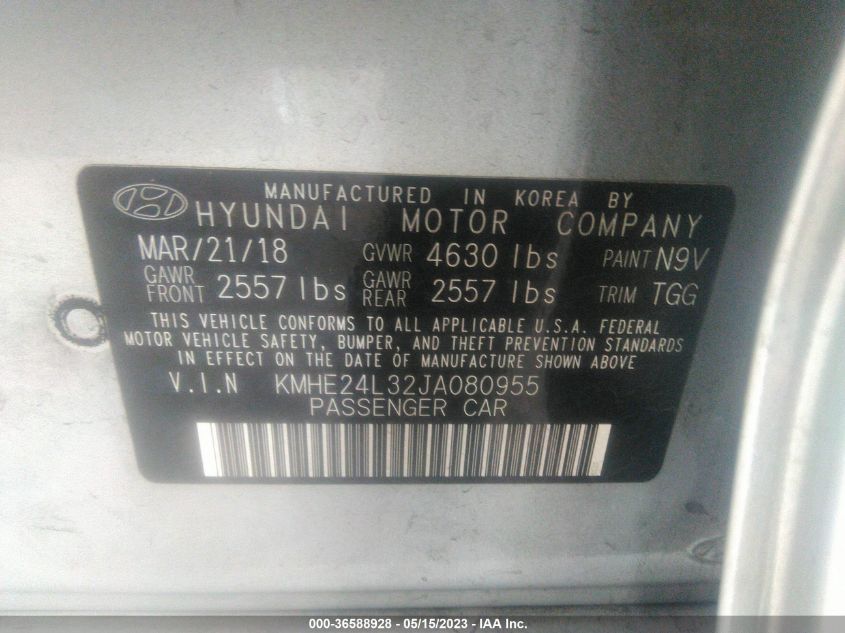 MANUFACTURED IN KOREA BY
HYUNDAI MOTOR COMPANY
MAR/21/18 GVWR 4630 lbs PAINT N9V
GAWR FRONT 2557 lbs GAWR REAR 2557 lbs TRIM TGG
THIS VEHICLE CONFORMS TO ALL APPLICABLE U.S.A. FEDERAL
MOTOR VEHICLE SAFETY, BUMPER, AND THEFT PREVENTION STANDARDS
IN EFFECT ON THE DATE OF MANUFACTURE SHOWN ABOVE
V.I.N KMHE24L32JA080955
PASSENGER CAR
000-36588928 - 05/15/2023 - IAA Inc.